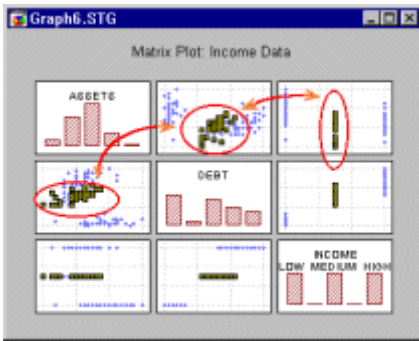 Graph6.STG
Matrix Plot: Income Data
ASSETS
DEBT
INCOME
LOW MEDIUM HIGH